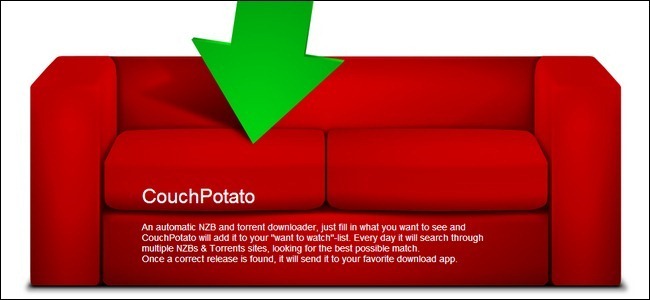 CouchPotato
An automatic NZB and torrent downloader, just fill in what you want to see and
CouchPotato will add it to your "want to watch"-list. Every day it will search through
multiple NZBs & Torrents sites, looking for the best possible match.
Once a correct release is found, it will send it to your favorite download app.